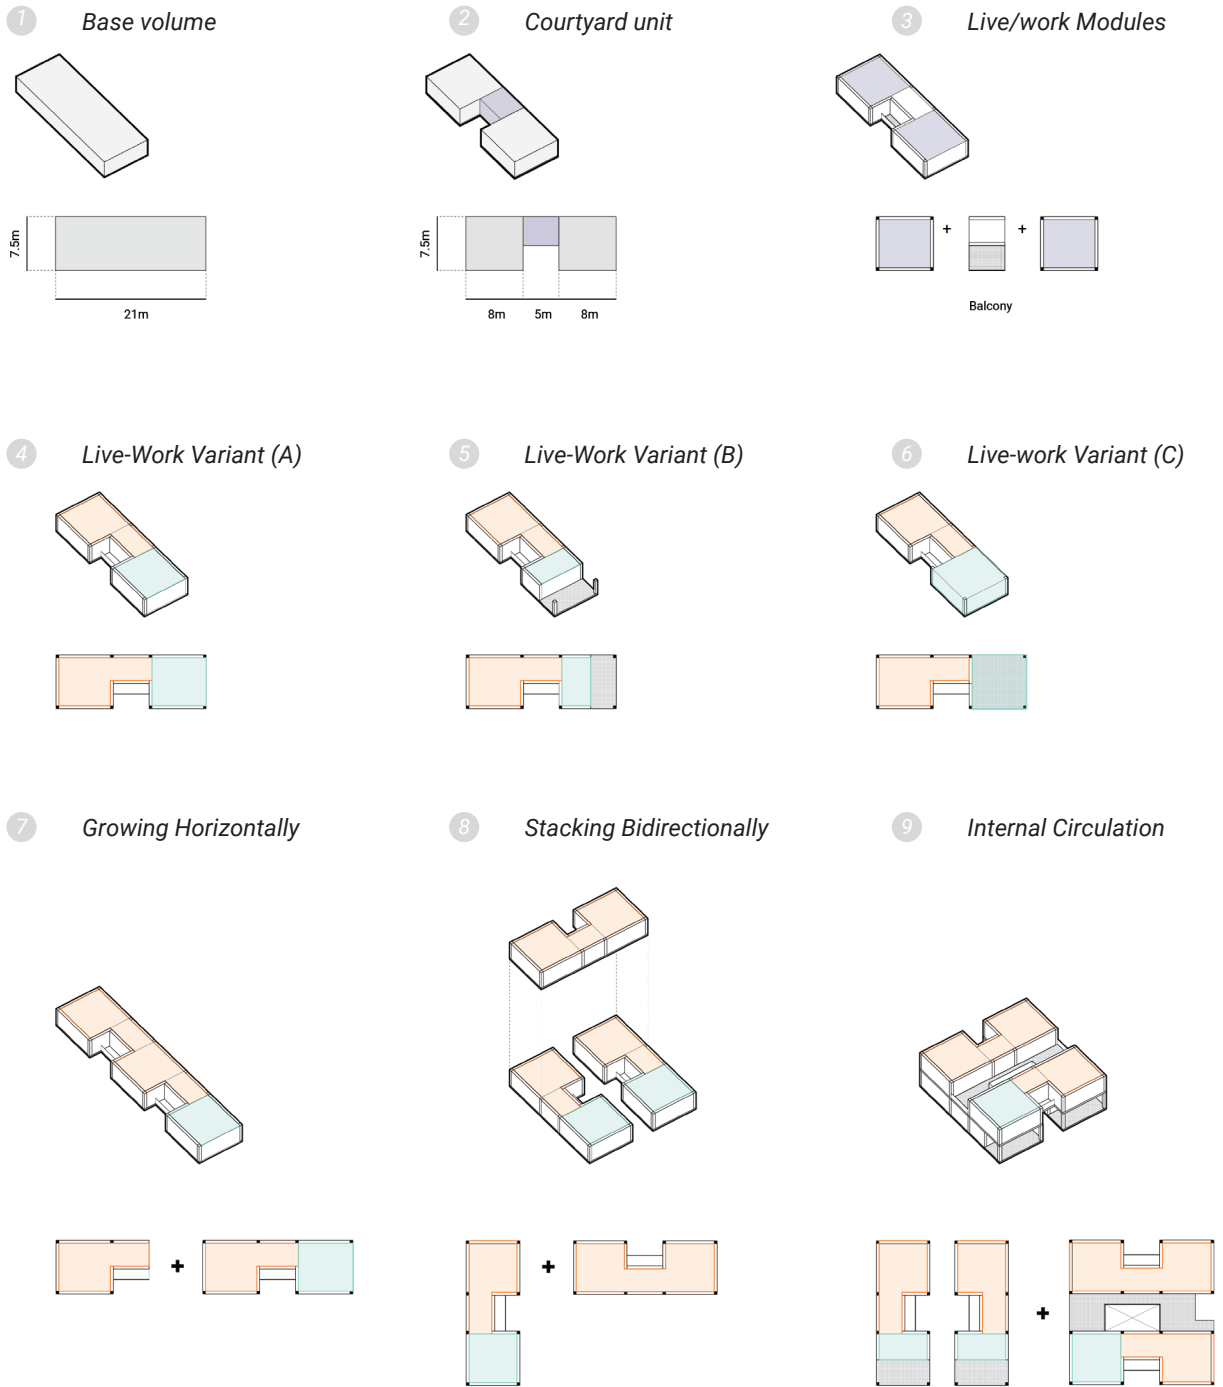 1 Base volume
2 Courtyard unit
3 Live/work Modules
7.5m
21m
7.5m
8m 5m 8m
+ +
Balcony
4 Live-Work Variant (A)
5 Live-Work Variant (B)
6 Live-work Variant (C)
7 Growing Horizontally
8 Stacking Bidirectionally
9 Internal Circulation
+
+
+